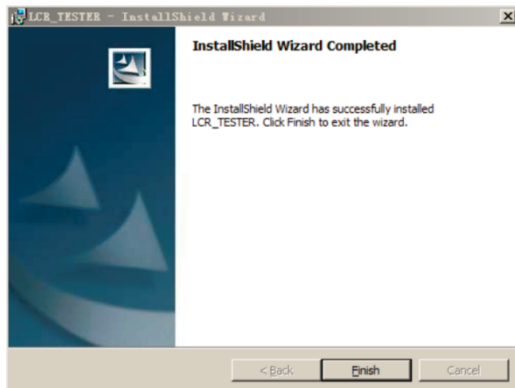 LCR_TESTER - InstallShield Wizard
InstallShield Wizard Completed
The InstallShield Wizard has successfully installed
LCR_TESTER. Click Finish to exit the wizard.
< Back
Finish
Cancel